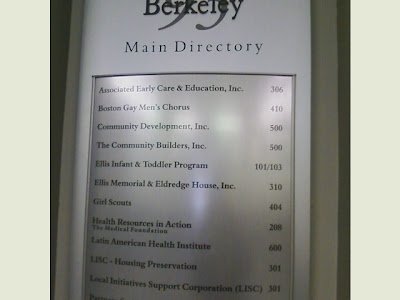 95
Berkeley
Main Directory
Associated Early Care & Education, Inc. 306
Boston Gay Men's Chorus 410
Community Development, Inc. 500
The Community Builders, Inc. 500
Ellis Infant & Toddler Program 101/103
Ellis Memorial & Eldredge House, Inc. 310
Girl Scouts 404
Health Resources in Action 208
The Medical Foundation
Latin American Health Institute 600
LISC - Housing Preservation 301
Local Initiatives Support Corporation (LISC) 301